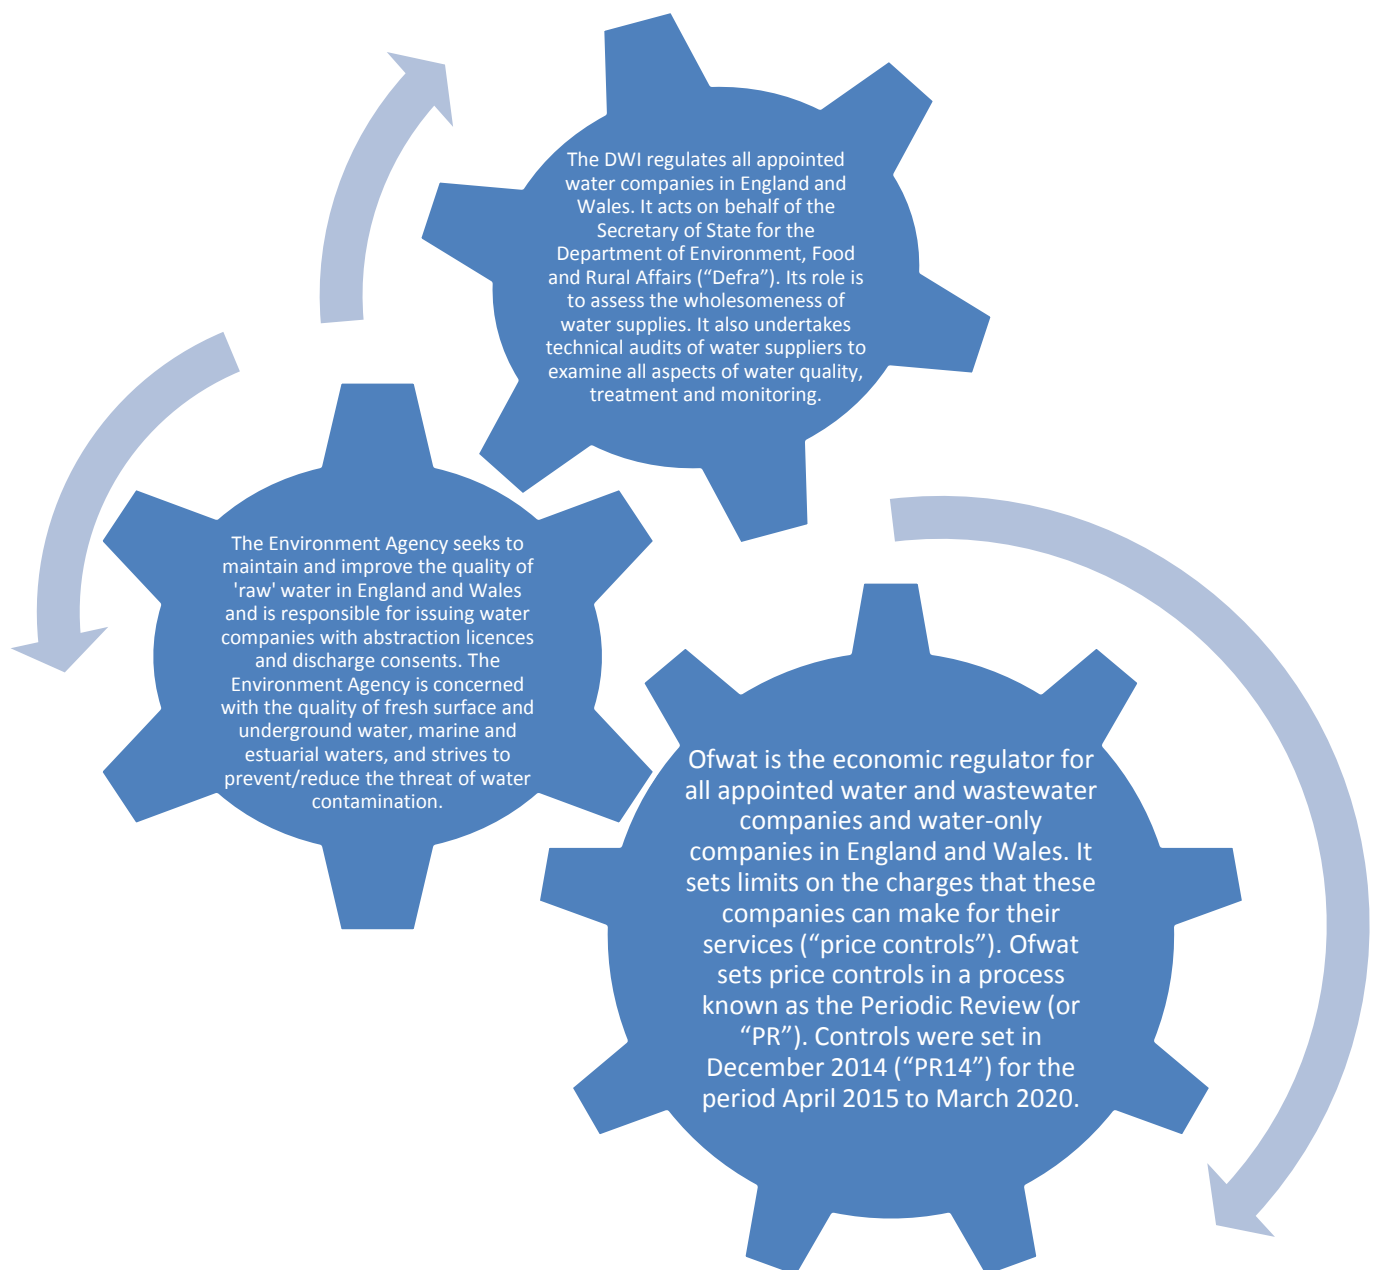 The DWI regulates all appointed
water companies in England and
Wales. It acts on behalf of the
Secretary of State for the
Department of Environment, Food
and Rural Affairs (“Defra”). Its role is
to assess the wholesomeness of
water supplies. It also undertakes
technical audits of water suppliers to
examine all aspects of water quality,
treatment and monitoring.
The Environment Agency seeks to
maintain and improve the quality of
'raw' water in England and Wales
and is responsible for issuing water
companies with abstraction licences
and discharge consents. The
Environment Agency is concerned
with the quality of fresh surface and
underground water, marine and
estuarial waters, and strives to
prevent/reduce the threat of water
contamination.
Ofwat is the economic regulator for
all appointed water and wastewater
companies and water-only
companies in England and Wales. It
sets limits on the charges that these
companies can make for their
services (“price controls”). Ofwat
sets price controls in a process
known as the Periodic Review (or
“PR”). Controls were set in
December 2014 (“PR14”) for the
period April 2015 to March 2020.